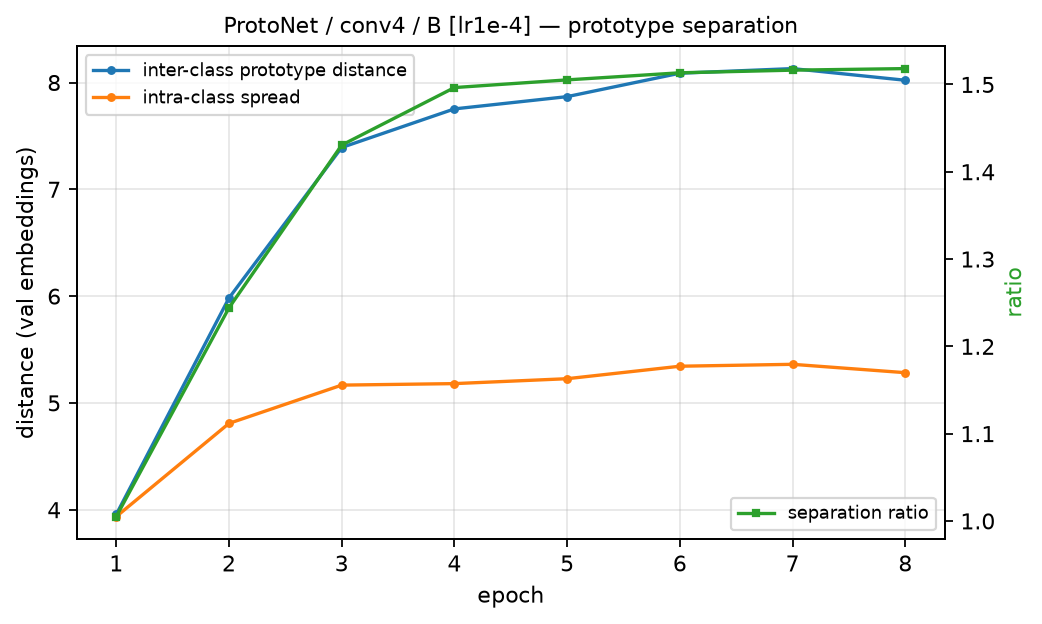 ProtoNet / conv4 / B [lr1e-4] — prototype separation
inter-class prototype distance
intra-class spread
8
7
6
5
4
distance (val embeddings)
1.5
1.4
1.3
1.2
1.1
1.0
ratio
separation ratio
1 2 3 4 5 6 7 8
epoch